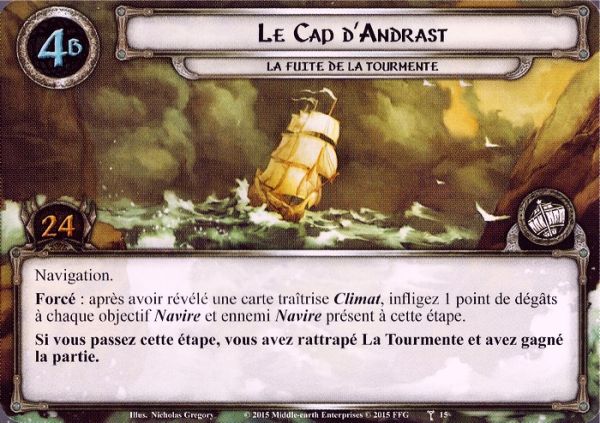 4B
LE CAP D'ANDRAST
LA FUITE DE LA TOURMENTE
24
Navigation.
Forcé : après avoir révélé une carte traîtrise Climat, infligez 1 point de dégâts
à chaque objectif Navire et ennemi Navire présent à cette étape.
Si vous passez cette étape, vous avez rattrapé La Tourmente et avez gagné
la partie.
Illus. Nicholas Gregory © 2015 Middle-earth Enterprises © 2015 FFG 15